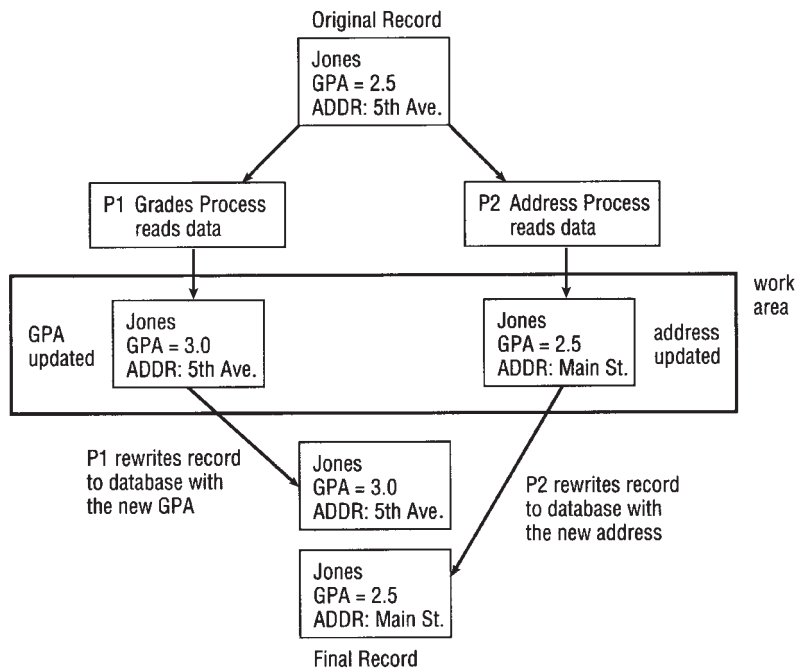 Original Record
Jones
GPA = 2.5
ADDR: 5th Ave.
P1 Grades Process
reads data
P2 Address Process
reads data
work
area
GPA
updated
Jones
GPA = 3.0
ADDR: 5th Ave.
Jones
GPA = 2.5
ADDR: Main St.
address
updated
P1 rewrites record
to database with
the new GPA
Jones
GPA = 3.0
ADDR: 5th Ave.
P2 rewrites record
to database with
the new address
Jones
GPA = 2.5
ADDR: Main St.
Final Record